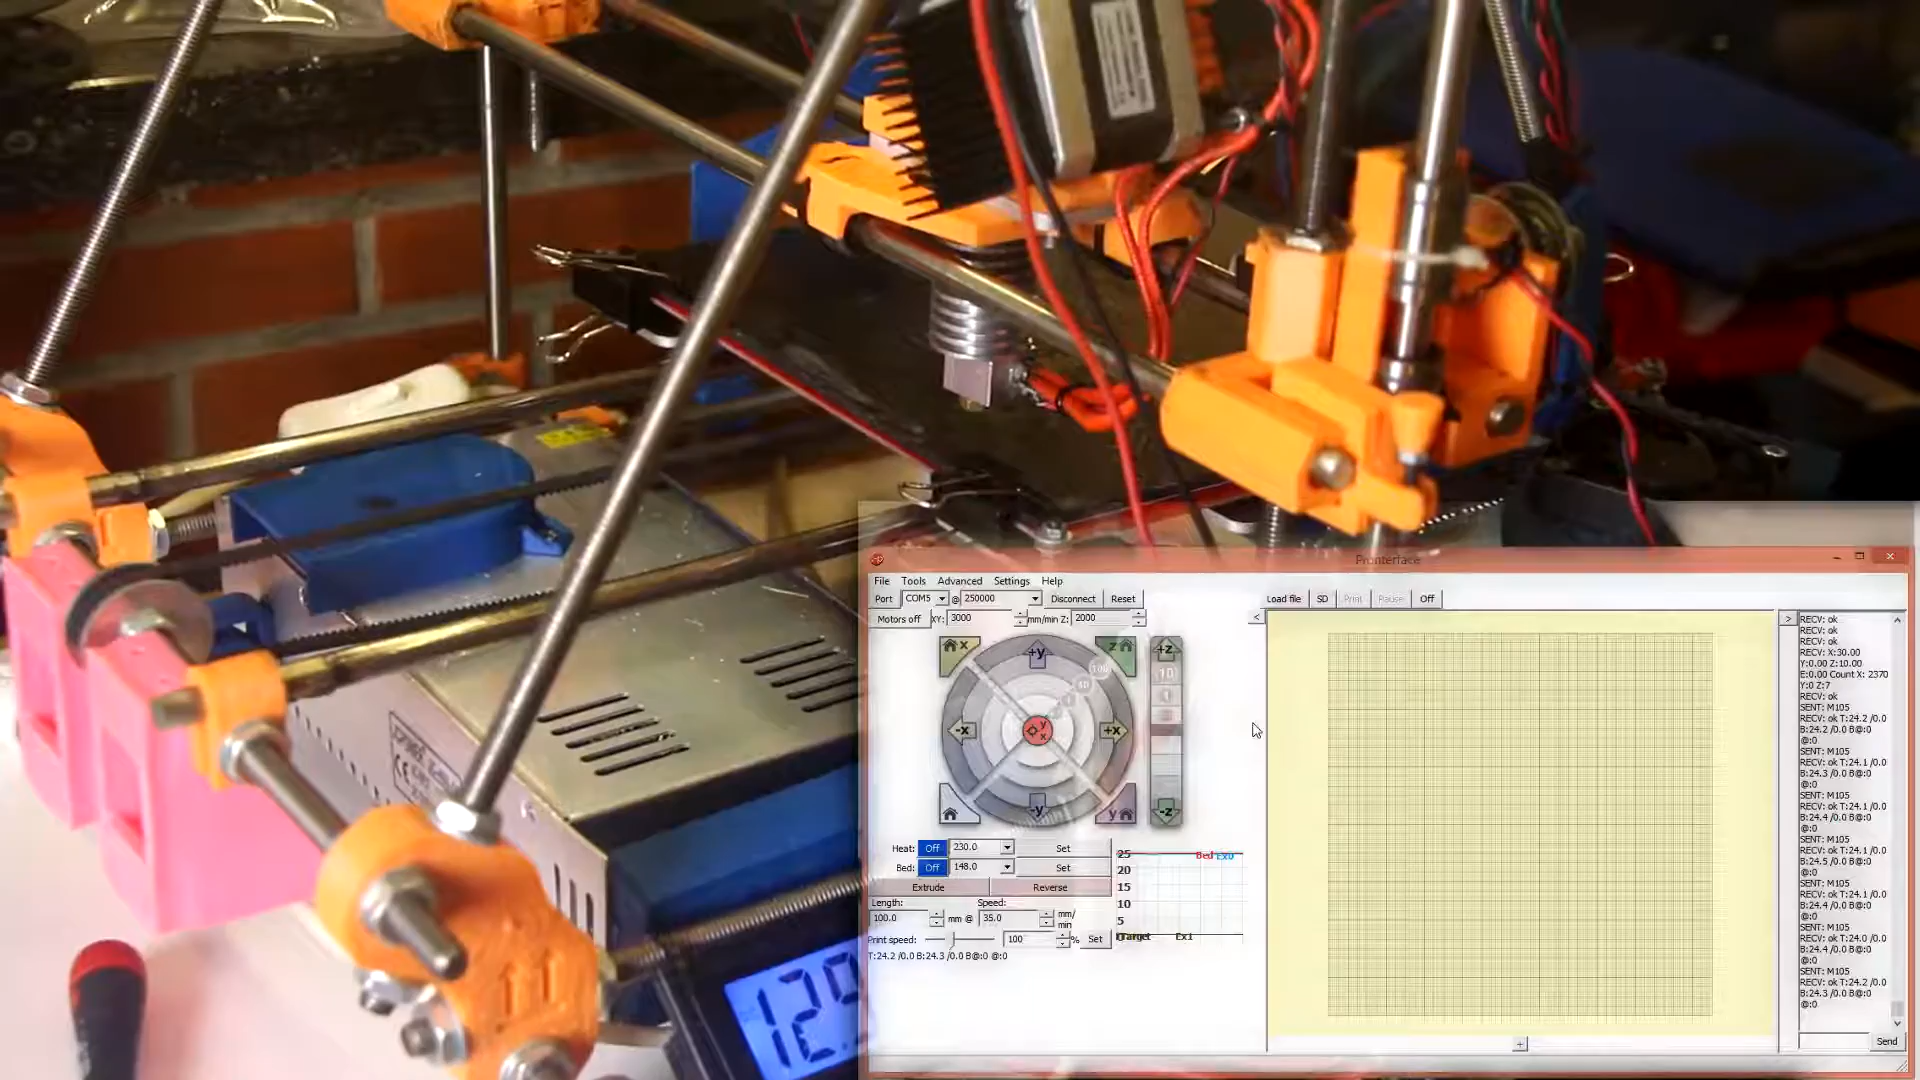 Pronterface
File Tools Advanced Settings Help
Port COM5 @ 250000 Disconnect Reset
Load file SD Print Pause Off
Motors off XY: 3000 mm/min Z: 2000
< >
x +y z
100
+z
10
1
-x y x +x
-y y -z
Heat: Off 230.0 Set
Bed: Off 148.0 Set
Extrude Reverse
Length: Speed:
100.0 mm @ 35.0 mm/
min
Print speed: 100 % Set
T:24.2 /0.0 B:24.3 /0.0 B@:0 @:0
Bed Ex0
25
20
15
10
5
Target Ex1
RECV: ok
RECV: ok
RECV: ok
RECV: X:30.00
Y:0.00 Z:10.00
E:0.00 Count X: 2370
Y:0 Z:7
RECV: ok
SENT: M105
RECV: ok T:24.2 /0.0
B:24.2 /0.0 B@:0
@:0
SENT: M105
RECV: ok T:24.1 /0.0
B:24.3 /0.0 B@:0
@:0
SENT: M105
RECV: ok T:24.1 /0.0
B:24.4 /0.0 B@:0
@:0
SENT: M105
RECV: ok T:24.1 /0.0
B:24.5 /0.0 B@:0
@:0
SENT: M105
RECV: ok T:24.1 /0.0
B:24.4 /0.0 B@:0
@:0
SENT: M105
RECV: ok T:24.0 /0.0
B:24.4 /0.0 B@:0
@:0
SENT: M105
RECV: ok T:24.2 /0.0
B:24.3 /0.0 B@:0
@:0
+
Send
CE